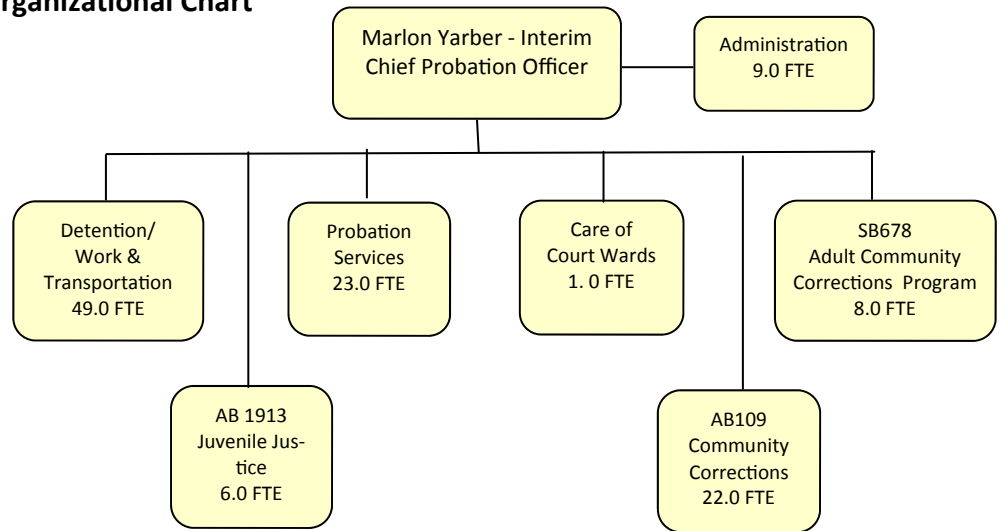 rganizational Chart
Marlon Yarber - Interim
Chief Probation Officer
Administration
9.0 FTE
Detention/
Work &
Transportation
49.0 FTE
Probation
Services
23.0 FTE
Care of
Court Wards
1. 0 FTE
SB678
Adult Community
Corrections Program
8.0 FTE
AB 1913
Juvenile Jus-
tice
6.0 FTE
AB109
Community
Corrections
22.0 FTE